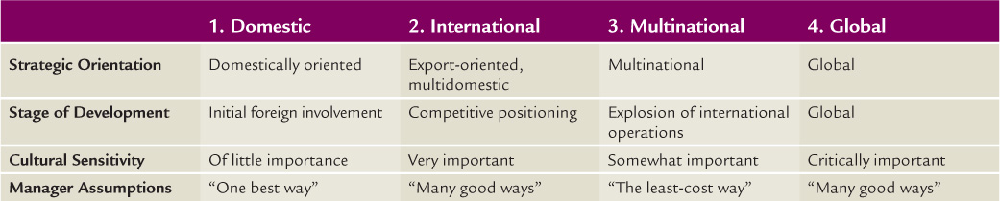 1. Domestic 2. International 3. Multinational 4. Global
Strategic Orientation Domestically oriented Export-oriented, Multinational Global
multidomestic
Stage of Development Initial foreign involvement Competitive positioning Explosion of international Global
operations
Cultural Sensitivity Of little importance Very important Somewhat important Critically important
Manager Assumptions “One best way” “Many good ways” “The least-cost way” “Many good ways”